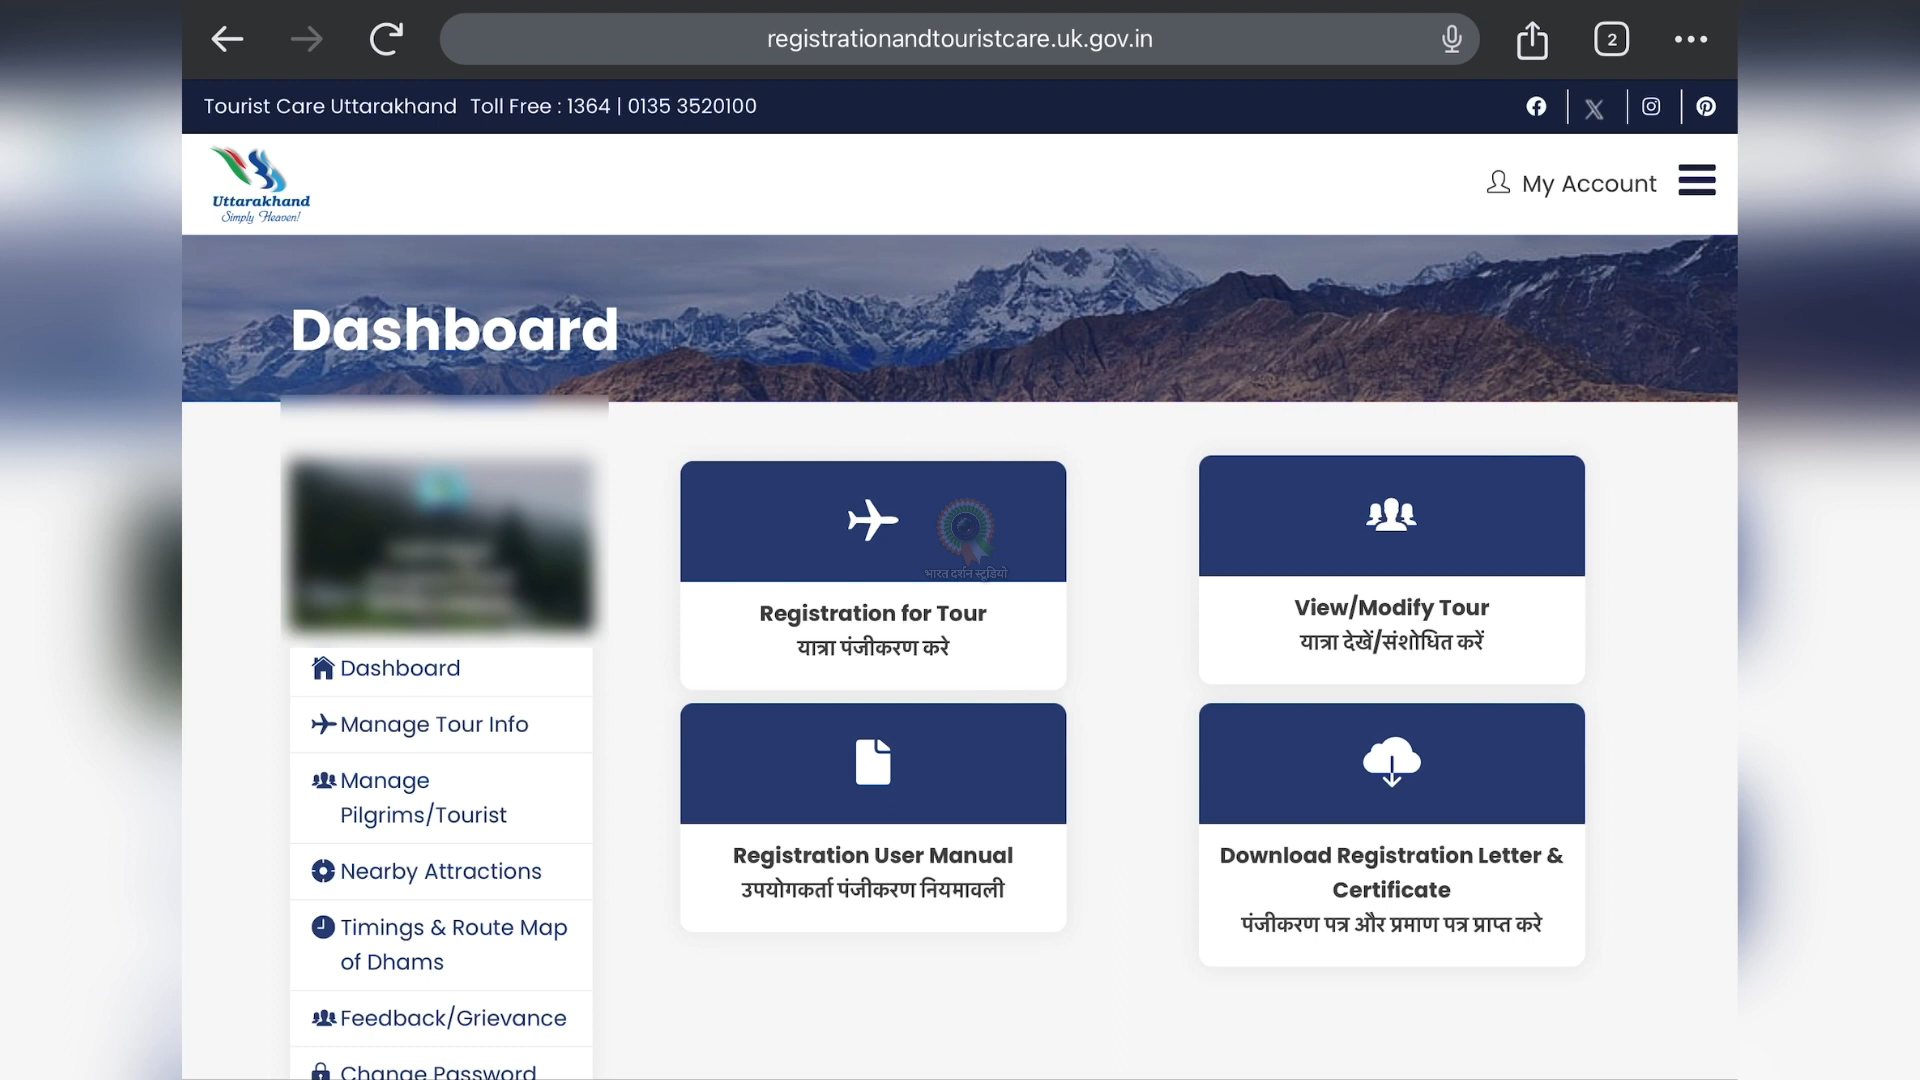 registrationandtouristcare.uk.gov.in
2
Tourist Care Uttarakhand Toll Free : 1364 | 0135 3520100
Uttarakhand
Simply Heaven!
My Account
Dashboard
Dashboard
Manage Tour Info
Manage
Pilgrims/Tourist
Nearby Attractions
Timings & Route Map
of Dhams
Feedback/Grievance
Change Password
भारत दर्शन स्टूडियो
Registration for Tour
यात्रा पंजीकरण करे
View/Modify Tour
यात्रा देखें/संशोधित करें
Registration User Manual
उपयोगकर्ता पंजीकरण नियमावली
Download Registration Letter &
Certificate
पंजीकरण पत्र और प्रमाण पत्र प्राप्त करे